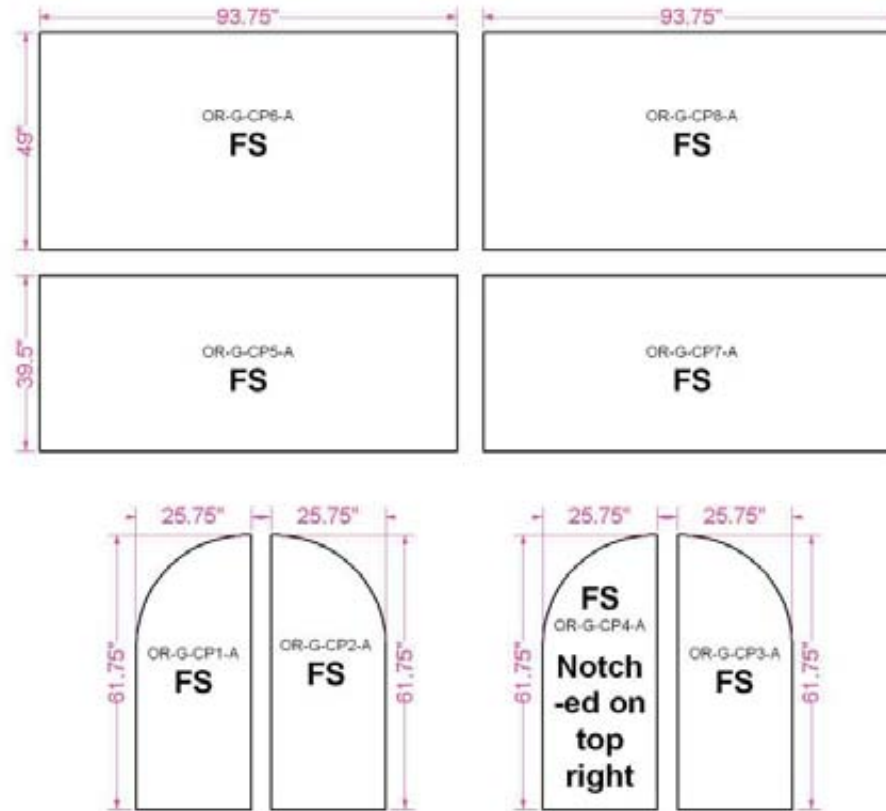 93.75"
93.75"
49"
OR-G-CP6-A
FS
OR-G-CP8-A
FS
39.5"
OR-G-CP5-A
FS
OR-G-CP7-A
FS
25.75"
25.75"
25.75"
25.75"
61.75"
OR-G-CP1-A
FS
OR-G-CP2-A
FS
61.75"
61.75"
FS
OR-G-CP4-A
Notch
-ed on
top
right
OR-G-CP3-A
FS
61.75"